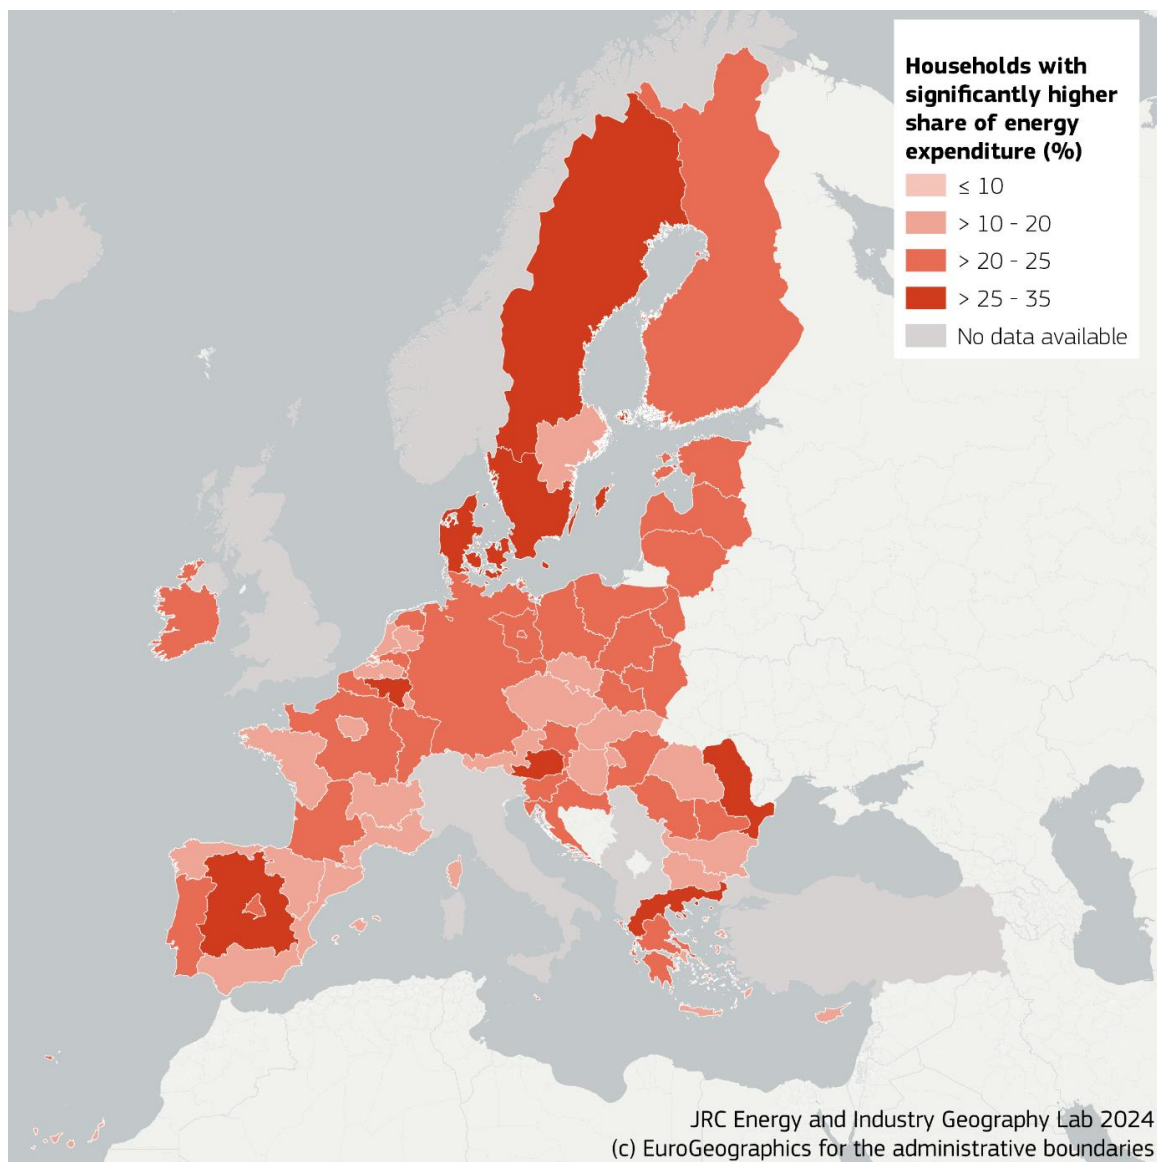 Households with
significantly higher
share of energy
expenditure (%)
≤ 10
> 10 - 20
> 20 - 25
> 25 - 35
No data available
JRC Energy and Industry Geography Lab 2024
(c) EuroGeographics for the administrative boundaries